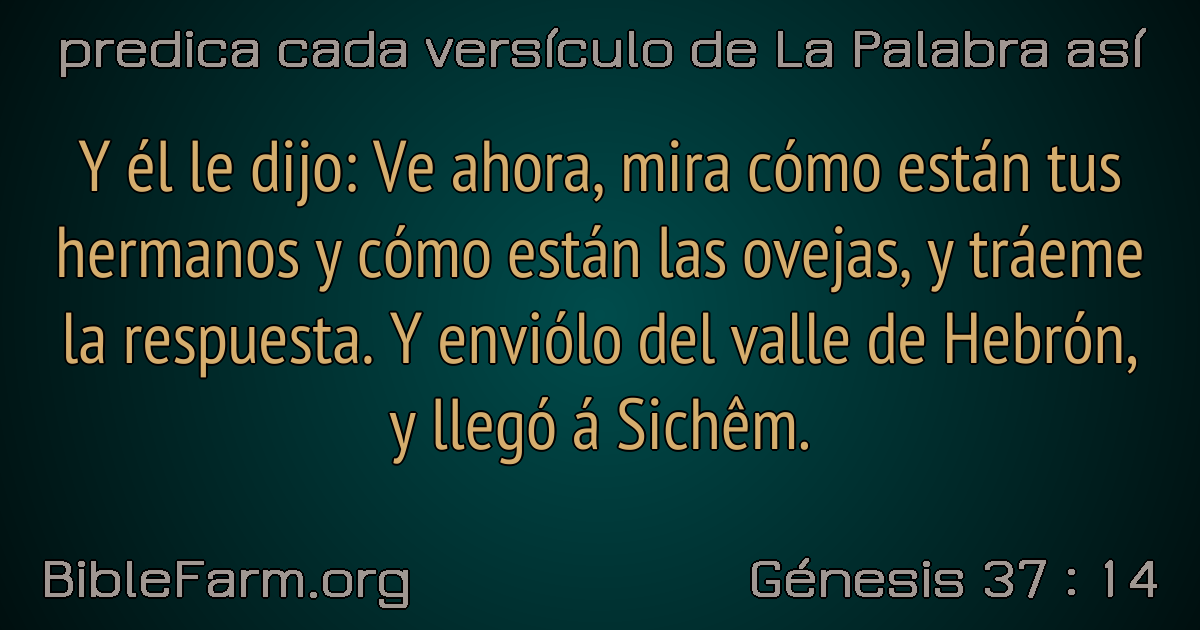 predica cada versículo de La Palabra así
Y él le dijo: Ve ahora, mira cómo están tus
hermanos y cómo están las ovejas, y tráeme
la respuesta. Y enviólo del valle de Hebrón,
y llegó á Sichêm.
BibleFarm.org
Génesis 37 : 14